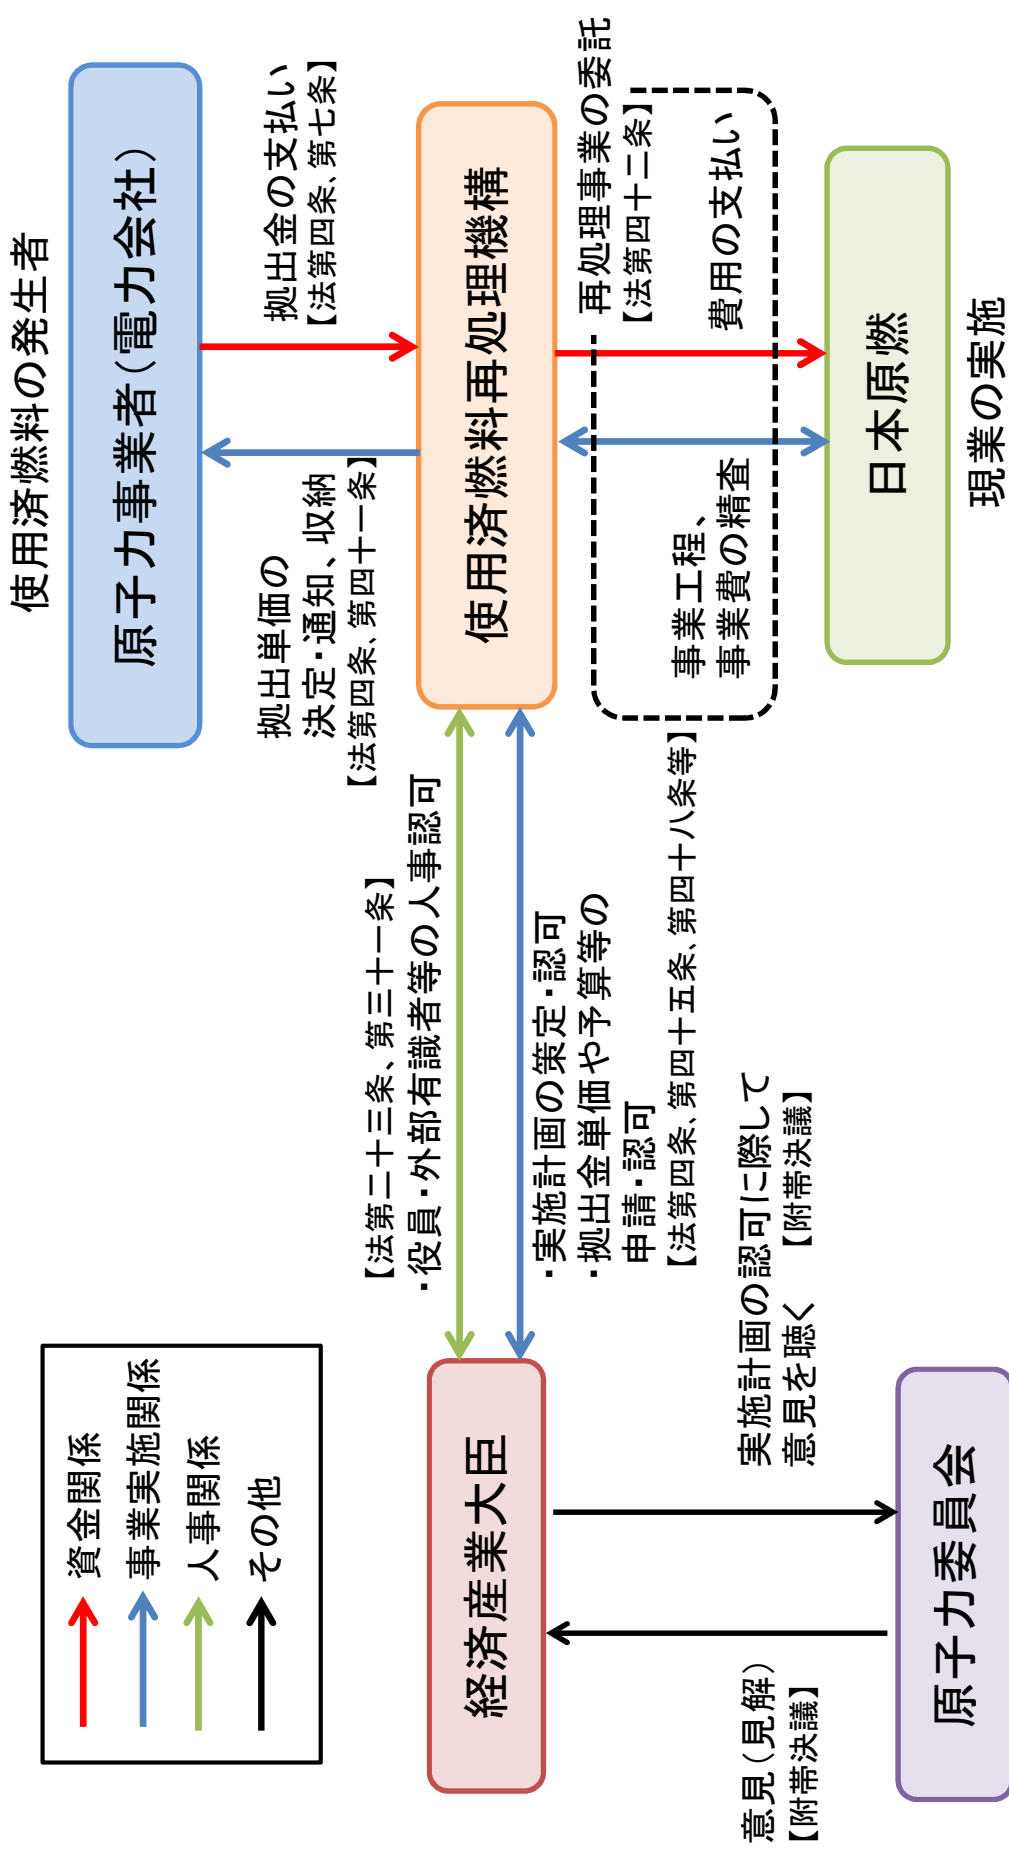 資金関係
事業実施関係
人事関係
その他
使用済燃料の発生者
原子力事業者(電力会社)
拠出単価の
決定・通知、収納
【法第四条、第四十一条】
拠出金の支払い
【法第四条、第七条】
【法第二十三条、第三十一条】
・役員・外部有識者等の人事認可
経済産業大臣
使用済燃料再処理機構
・実施計画の策定・認可
・拠出金単価や予算等の
申請・認可
【法第四条、第四十五条、第四十八条等】
再処理事業の委託
【法第四十二条】
事業工程、
事業費の精査
費用の支払い
意見(見解)
【附帯決議】
実施計画の認可に際して
意見を聴く 【附帯決議】
原子力委員会
日本原燃
現業の実施